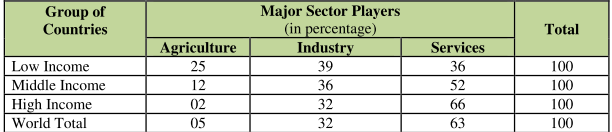 Group of Countries Major Sector Players (in percentage) Total
Agriculture Industry Services
Low Income 25 39 36 100
Middle Income 12 36 52 100
High Income 02 32 66 100
World Total 05 32 63 100